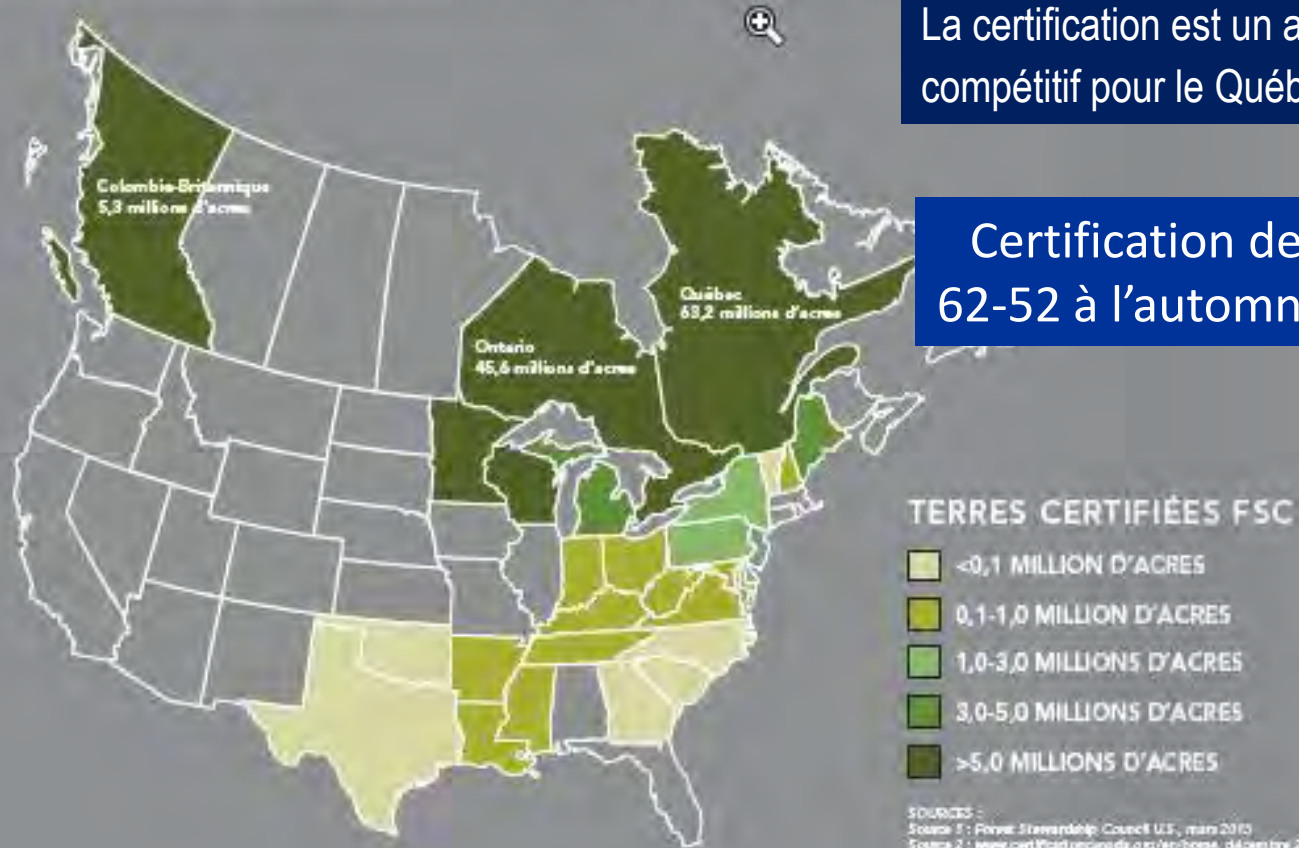 La certification est un a
compétitif pour le Québ
Certification de
62-52 à l’automn
Colombie-Britannique
5,3 millions d'acres
Québec
63,2 millions d'acres
Ontario
45,6 millions d'acres
TERRES CERTIFIÉES FSC
<0,1 MILLION D'ACRES
0,1-1,0 MILLION D'ACRES
1,0-3,0 MILLIONS D'ACRES
3,0-5,0 MILLIONS D'ACRES
>5,0 MILLIONS D'ACRES
SOURCES :
Source 1 : Forest Stewardship Council U.S., mars
Source 2 :